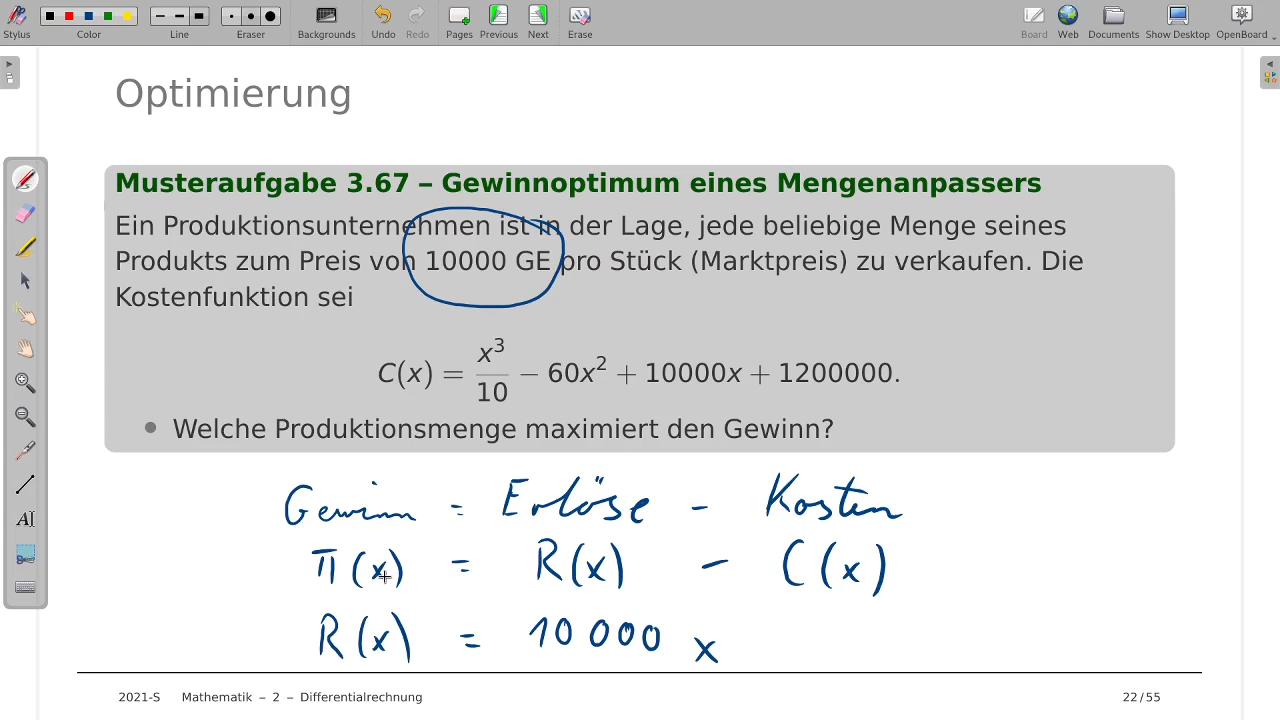 Stylus Color Line Eraser Backgrounds Undo Redo Pages Previous Next Erase Board Web Documents Show Desktop OpenBoard
Optimierung
Musteraufgabe 3.67 – Gewinnoptimum eines Mengenanpassers
Ein Produktionsunternehmen ist in der Lage, jede beliebige Menge seines
Produkts zum Preis von 10000 GE pro Stück (Marktpreis) zu verkaufen. Die
Kostenfunktion sei
C(x) = x³/10 − 60x² + 10000x + 1200000.
• Welche Produktionsmenge maximiert den Gewinn?
Gewinn = Erlöse - Kosten
π(x) = R(x) - C(x)
R(x) = 10 000 x
2021-S Mathematik – 2 – Differentialrechnung 22/55